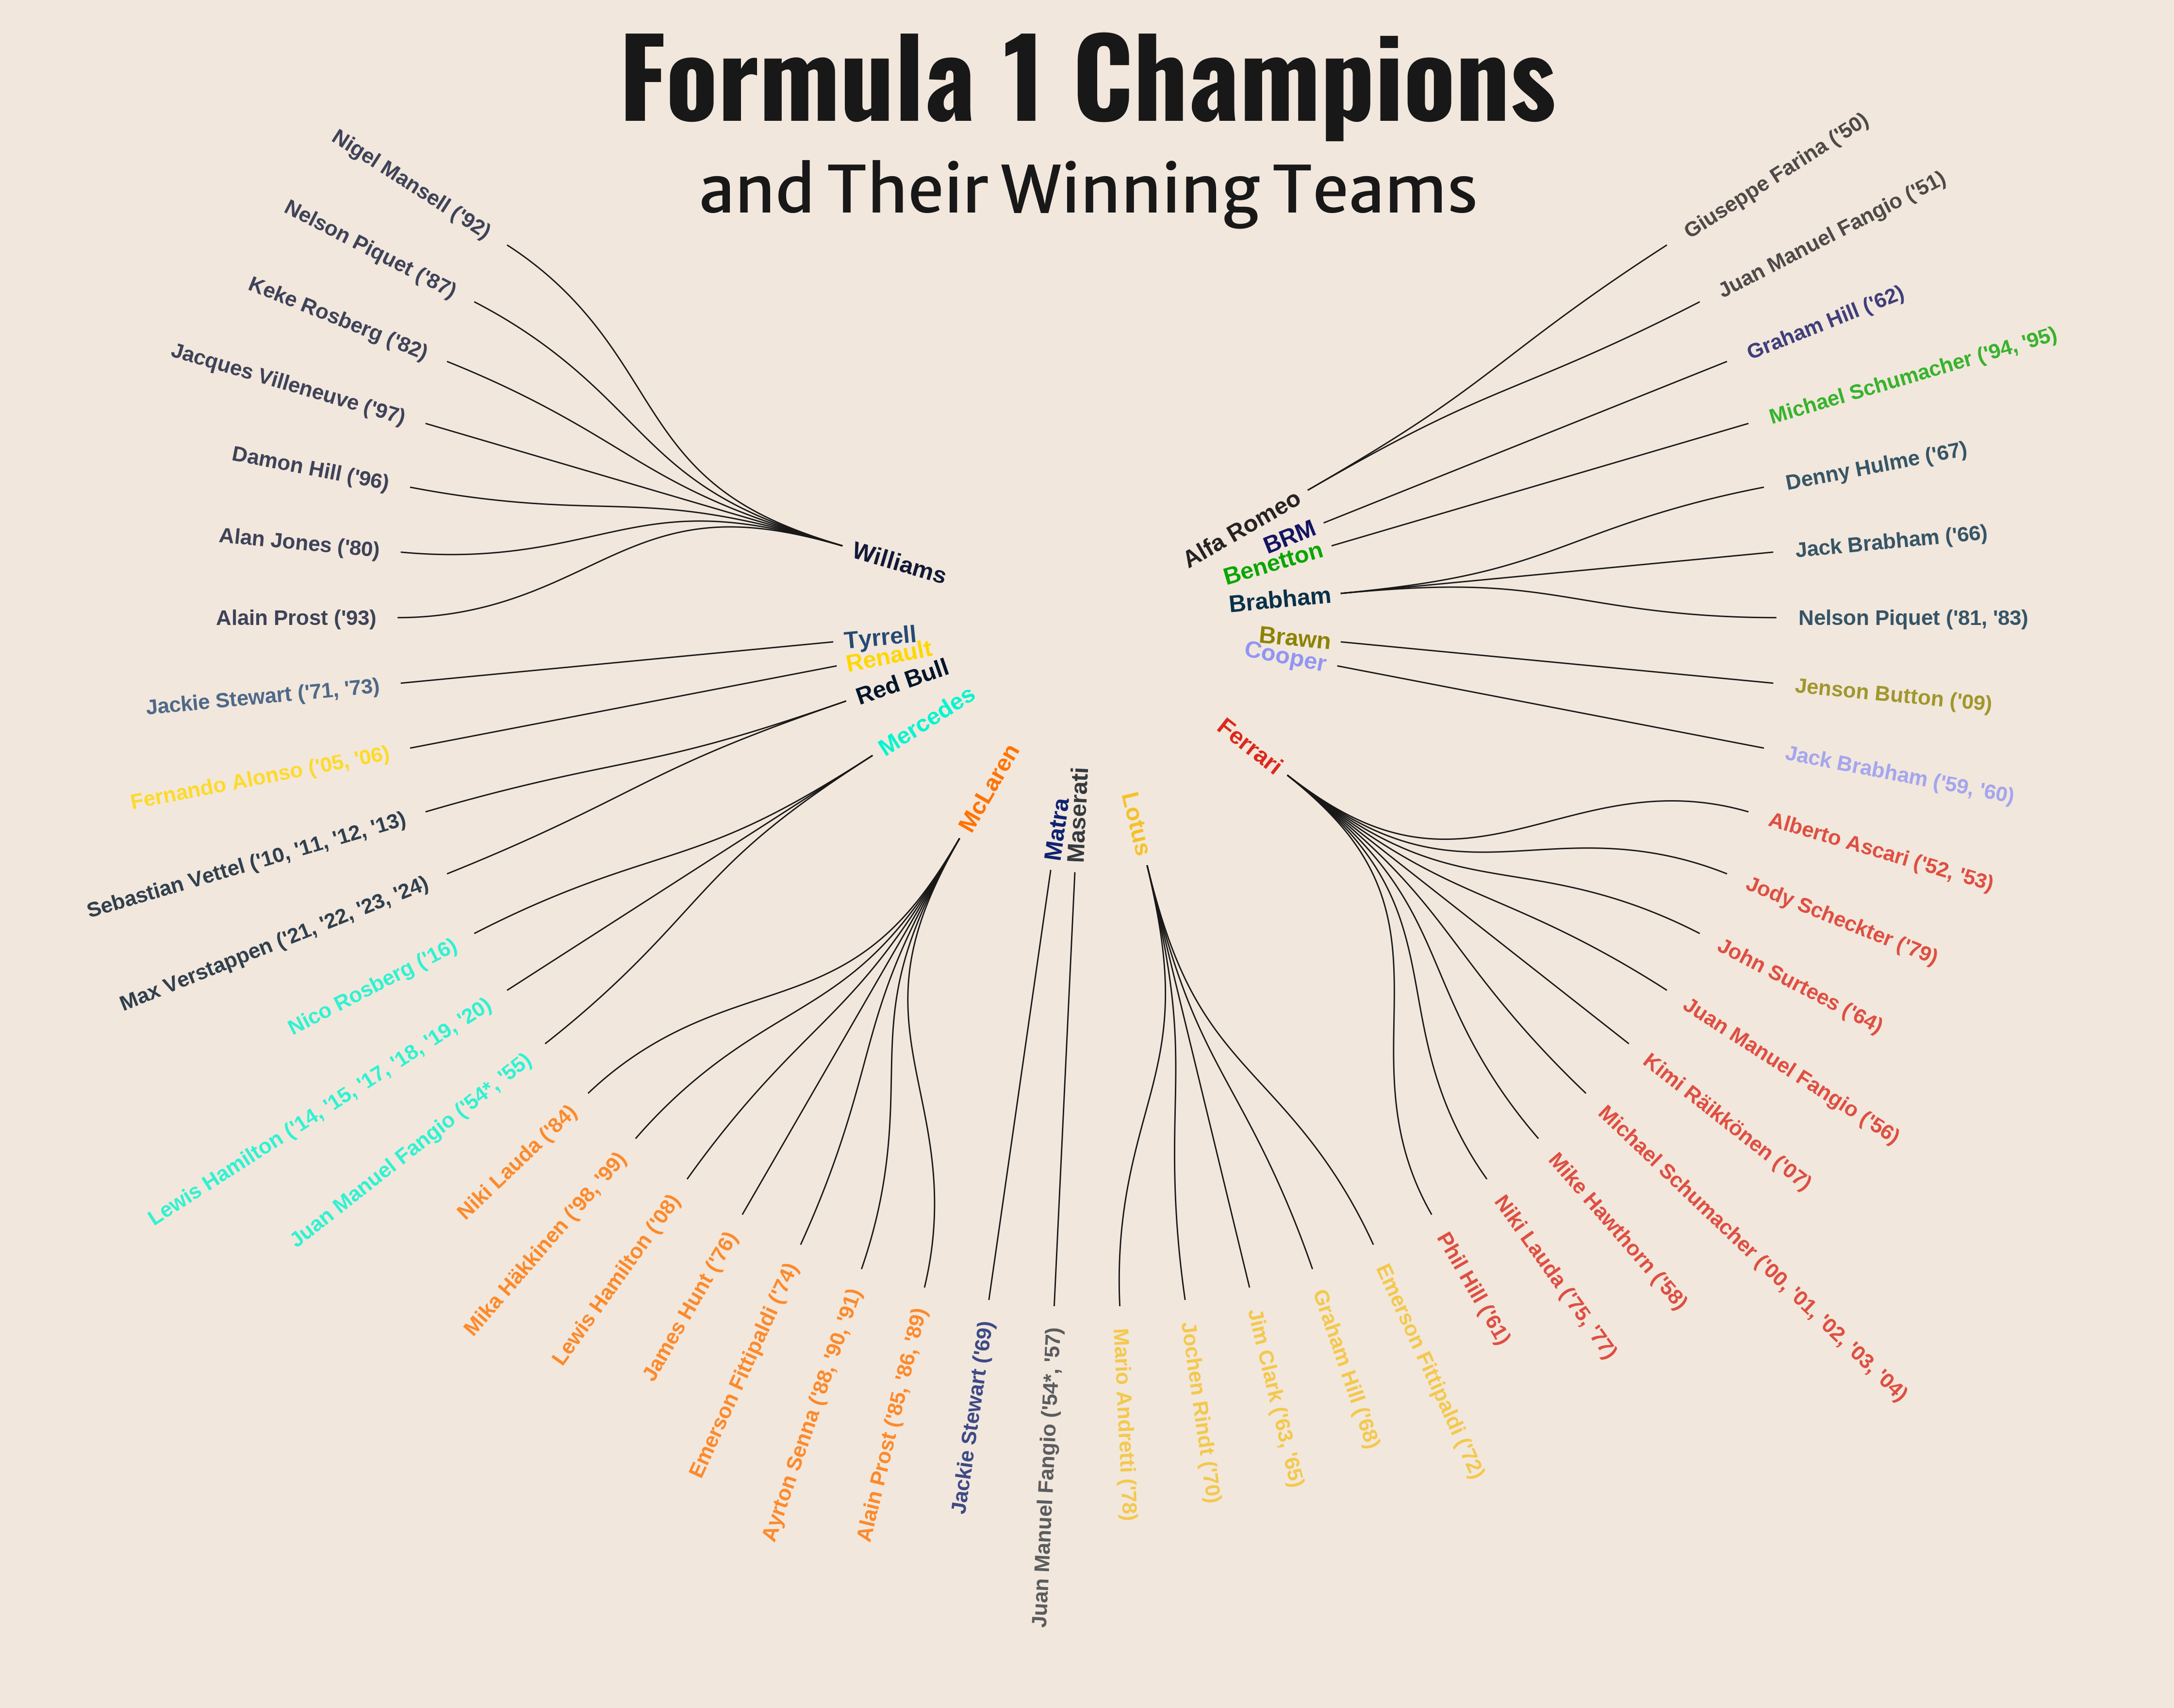 Formula 1 Champions
and Their Winning Teams
Alfa Romeo
Giuseppe Farina ('50)
Juan Manuel Fangio ('51)
BRM
Graham Hill ('62)
Benetton
Michael Schumacher ('94, '95)
Brabham
Denny Hulme ('67)
Jack Brabham ('66)
Nelson Piquet ('81, '83)
Brawn
Jenson Button ('09)
Cooper
Jack Brabham ('59, '60)
Ferrari
Alberto Ascari ('52, '53)
Jody Scheckter ('79)
John Surtees ('64)
Juan Manuel Fangio ('56)
Kimi Räikkönen ('07)
Michael Schumacher ('00, '01, '02, '03, '04)
Mike Hawthorn ('58)
Niki Lauda ('75, '77)
Phil Hill ('61)
Lotus
Emerson Fittipaldi ('72)
Graham Hill ('68)
Jim Clark ('63, '65)
Jochen Rindt ('70)
Mario Andretti ('78)
Maserati
Juan Manuel Fangio ('54*, '57)
Matra
Jackie Stewart ('69)
McLaren
Alain Prost ('85, '86, '89)
Ayrton Senna ('88, '90, '91)
Emerson Fittipaldi ('74)
James Hunt ('76)
Lewis Hamilton ('08)
Mika Häkkinen ('98, '99)
Niki Lauda ('84)
Mercedes
Juan Manuel Fangio ('54*, '55)
Lewis Hamilton ('14, '15, '17, '18, '19, '20)
Nico Rosberg ('16)
Red Bull
Max Verstappen ('21, '22, '23, '24)
Sebastian Vettel ('10, '11, '12, '13)
Renault
Fernando Alonso ('05, '06)
Tyrrell
Jackie Stewart ('71, '73)
Williams
Alain Prost ('93)
Alan Jones ('80)
Damon Hill ('96)
Jacques Villeneuve ('97)
Keke Rosberg ('82)
Nelson Piquet ('87)
Nigel Mansell ('92)